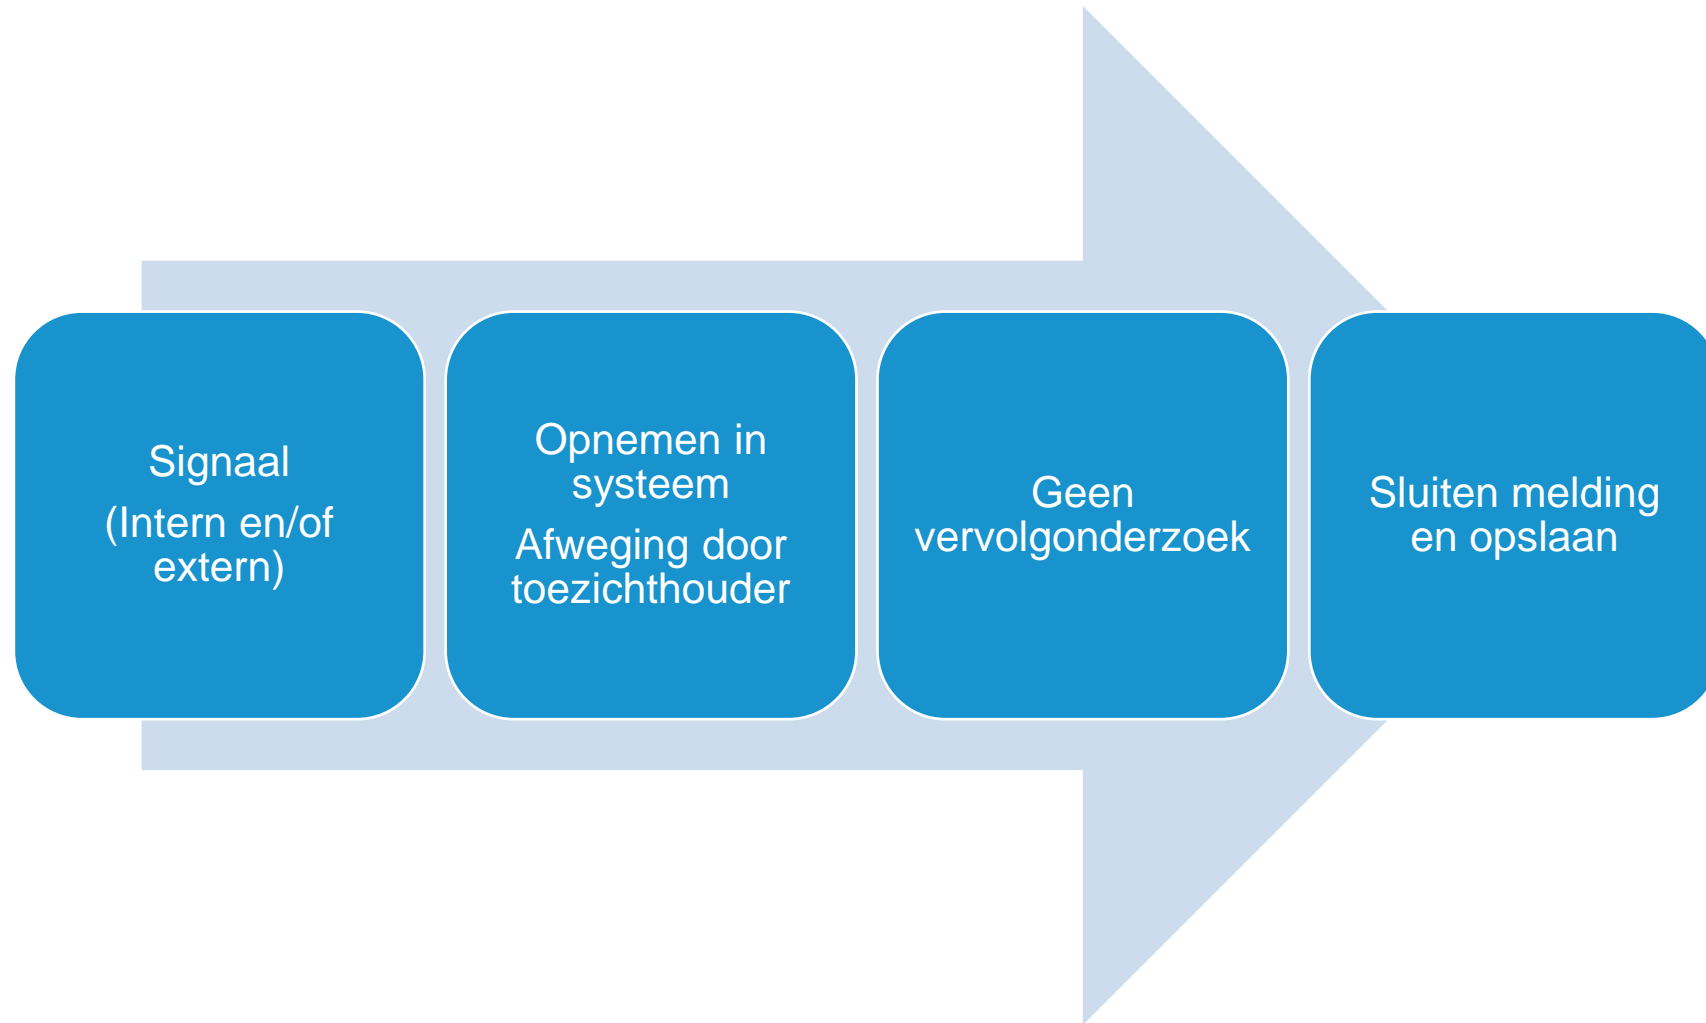 Signaal
(Intern en/of
extern)
Opnemen in
systeem
Afweging door
toezichthouder
Geen
vervolgonderzoek
Sluiten melding
en opslaan